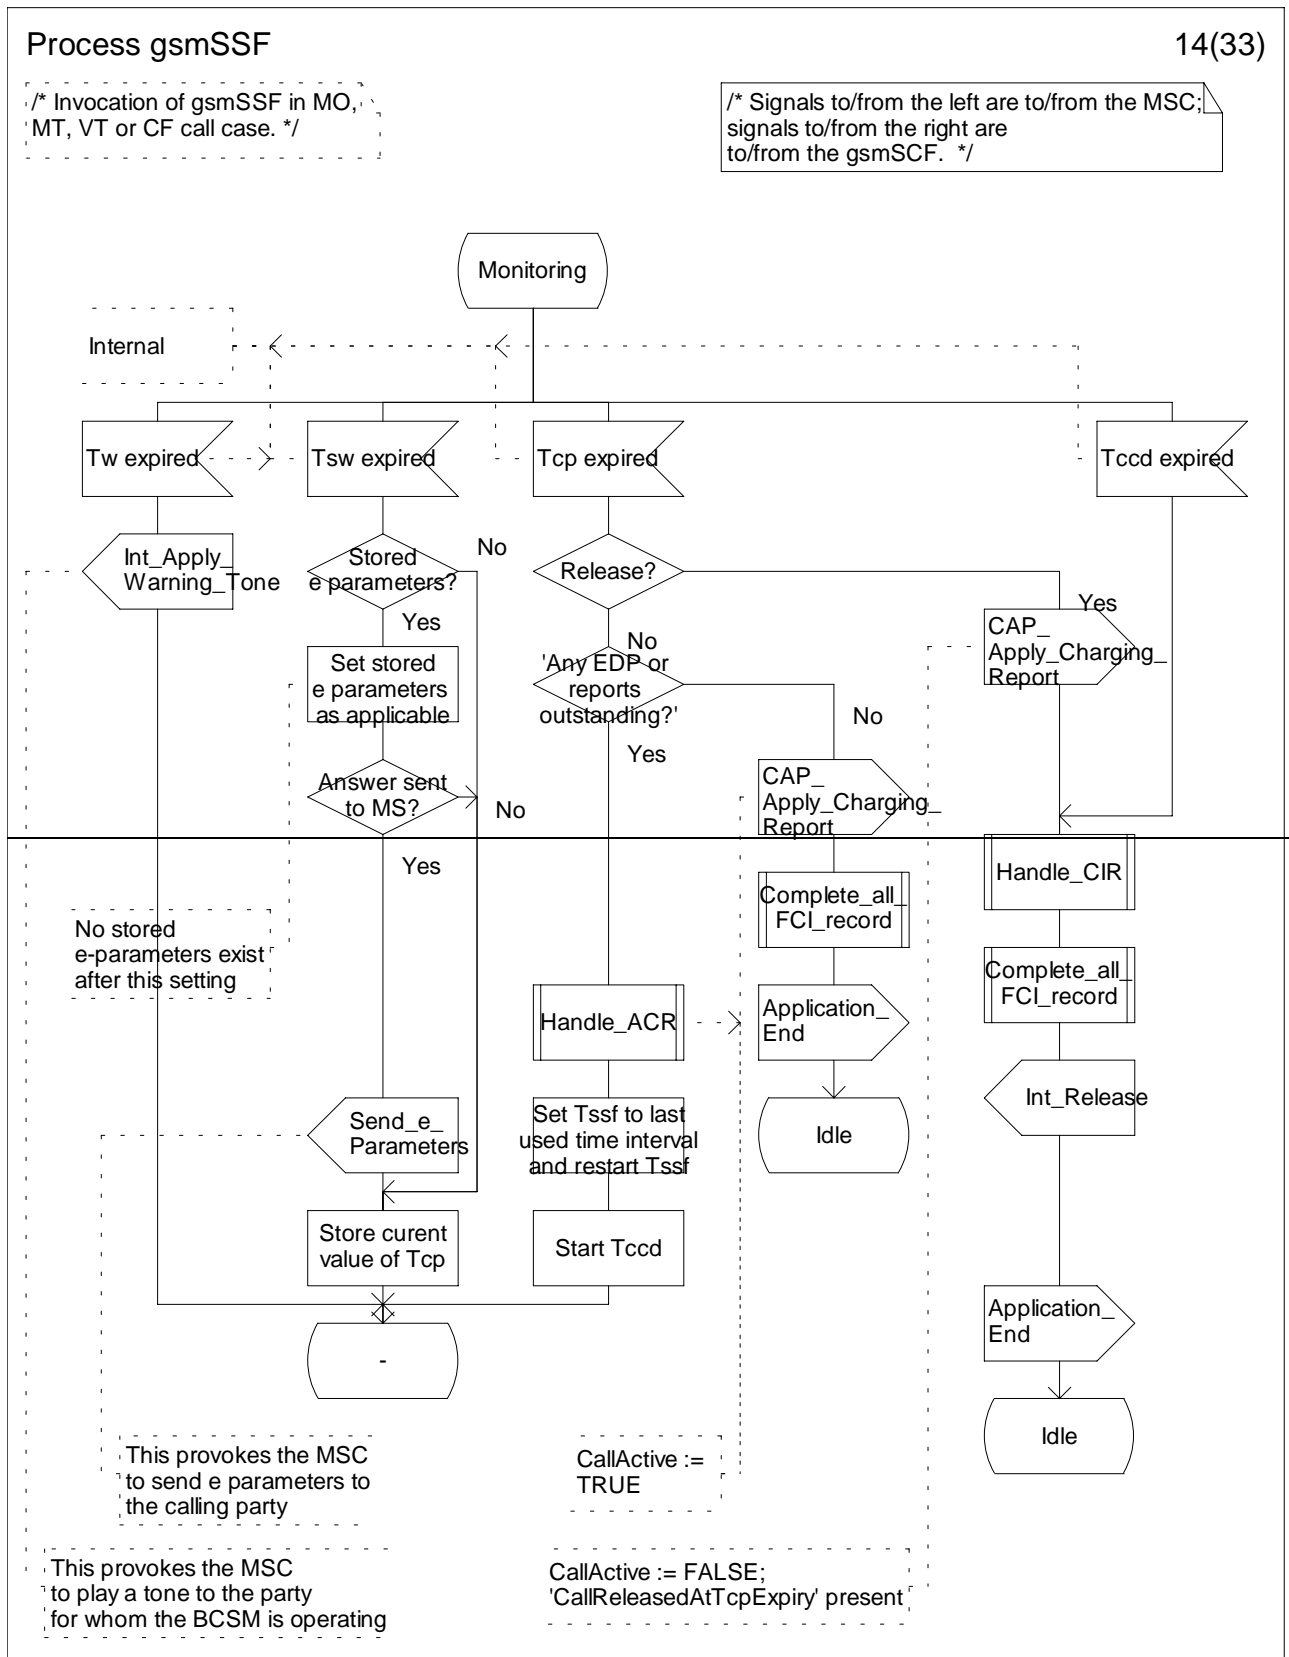 Process gsmSSF
14(33)
/* Invocation of gsmSSF in MO,
MT, VT or CF call case. */
/* Signals to/from the left are to/from the MSC;
signals to/from the right are
to/from the gsmSCF. */
Monitoring
Internal
Tw expired
Tsw expired
Tcp expired
Tccd expired
Int_Apply_
Warning_Tone
Stored
e parameters?
No
Yes
Release?
Yes
No
CAP_
Apply_Charging_
Report
Set stored
e parameters
as applicable
'Any EDP or
reports
outstanding?'
No
Yes
Answer sent
to MS?
No
Yes
CAP_
Apply_Charging_
Report
Handle_CIR
Complete_all_
FCI_record
No stored
e-parameters exist
after this setting
Complete_all_
FCI_record
Handle_ACR
Application_
End
Int_Release
Send_e_
Parameters
Set Tssf to last
used time interval
and restart Tssf
Idle
Store curent
value of Tcp
Start Tccd
Application_
End
-
Idle
This provokes the MSC
to send e parameters to
the calling party
CallActive :=
TRUE
This provokes the MSC
to play a tone to the party
for whom the BCSM is operating
CallActive := FALSE;
'CallReleasedAtTcpExpiry' present